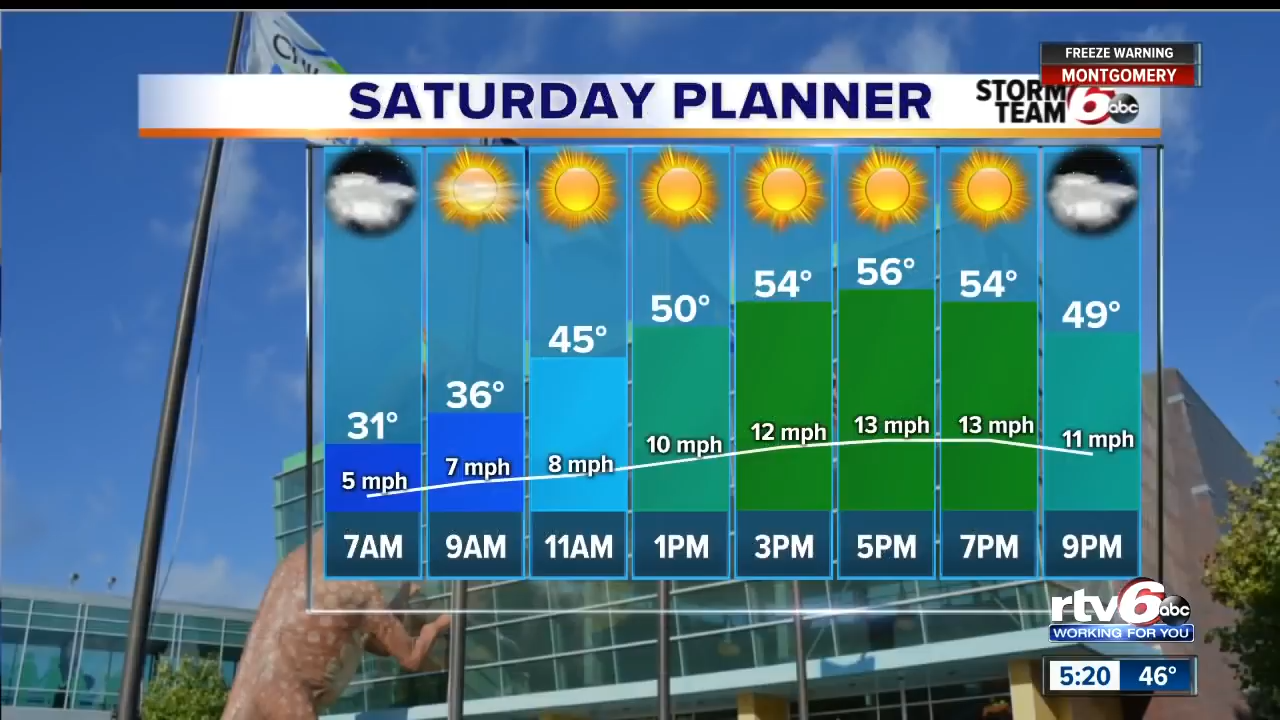 FREEZE WARNING
MONTGOMERY
SATURDAY PLANNER
STORM
TEAM 6 abc
31° 36° 45° 50° 54° 56° 54° 49°
5 mph 7 mph 8 mph 10 mph 12 mph 13 mph 13 mph 11 mph
7AM 9AM 11AM 1PM 3PM 5PM 7PM 9PM
rtv6 abc
WORKING FOR YOU
5:20 46°